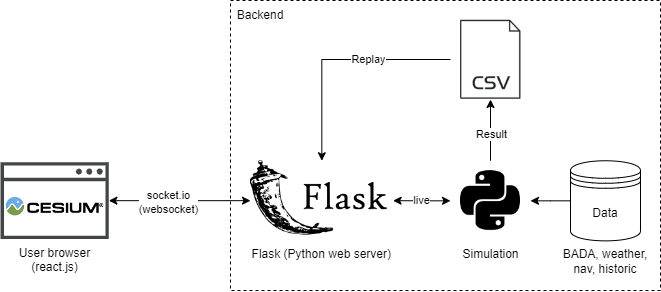 Backend
Replay
CSV
Result
socket.io
(websocket)
CESIUM
Flask
live
Data
User browser
(react.js)
Flask (Python web server)
Simulation
BADA, weather,
nav, historic